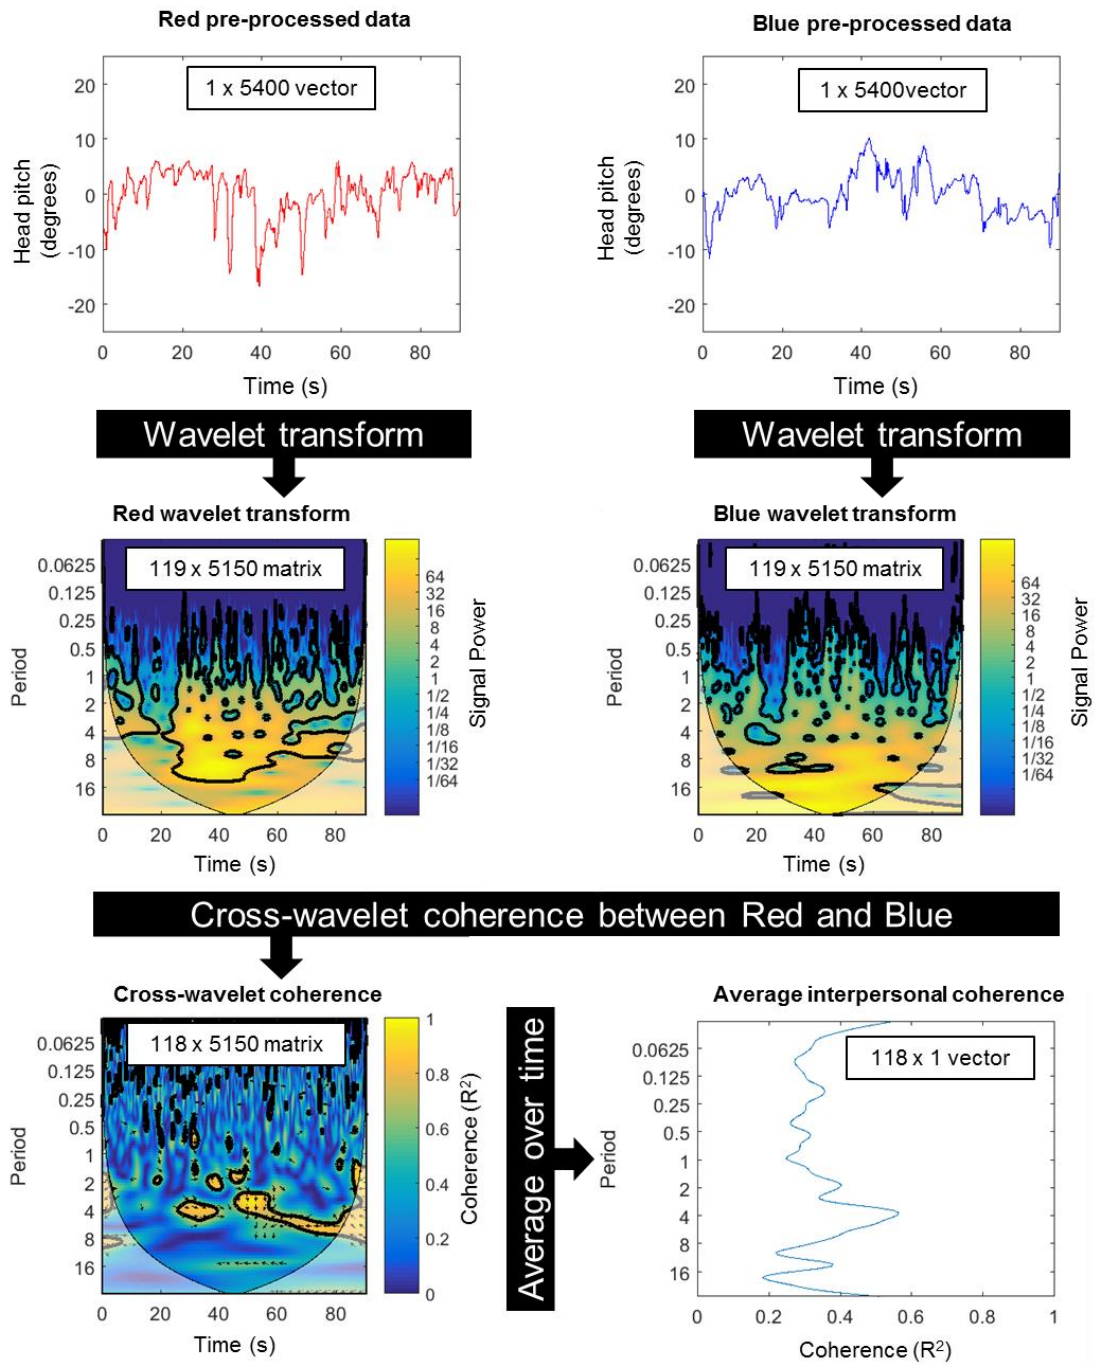 Red pre-processed data
1 x 5400 vector
Head pitch
(degrees)
20
10
0
-10
-20
0 20 40 60 80
Time (s)
Blue pre-processed data
1 x 5400vector
Head pitch
(degrees)
20
10
0
-10
-20
0 20 40 60 80
Time (s)
Wavelet transform
Wavelet transform
Red wavelet transform
119 x 5150 matrix
Period
0.0625
0.125
0.25
0.5
1
2
4
8
16
0 20 40 60 80
Time (s)
64
32
16
8
4
2
1
1/2
1/4
1/8
1/16
1/32
1/64
Signal Power
Blue wavelet transform
119 x 5150 matrix
Period
0.0625
0.125
0.25
0.5
1
2
4
8
16
0 20 40 60 80
Time (s)
64
32
16
8
4
2
1
1/2
1/4
1/8
1/16
1/32
1/64
Signal Power
Cross-wavelet coherence between Red and Blue
Cross-wavelet coherence
118 x 5150 matrix
Period
0.0625
0.125
0.25
0.5
1
2
4
8
16
0 20 40 60 80
Time (s)
1
0.8
0.6
0.4
0.2
0
Coherence (R²)
Average over time
Average interpersonal coherence
118 x 1 vector
Period
0.0625
0.125
0.25
0.5
1
2
4
8
16
0 0.2 0.4 0.6 0.8 1
Coherence (R²)